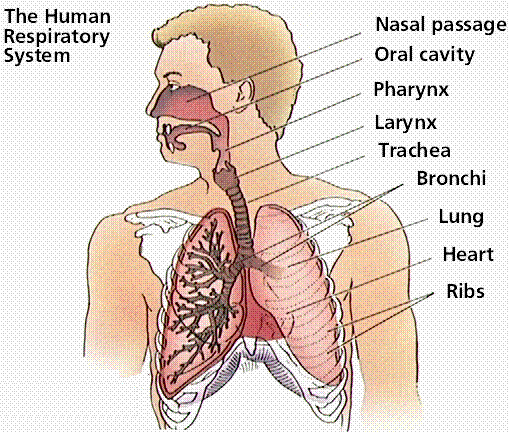 The Human
Respiratory
System
Nasal passage
Oral cavity
Pharynx
Larynx
Trachea
Bronchi
Lung
Heart
Ribs